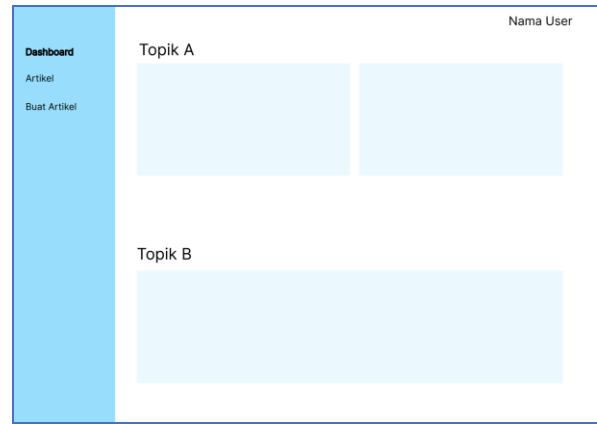 Nama User
Dashboard
Artikel
Buat Artikel
Topik A
Topik B